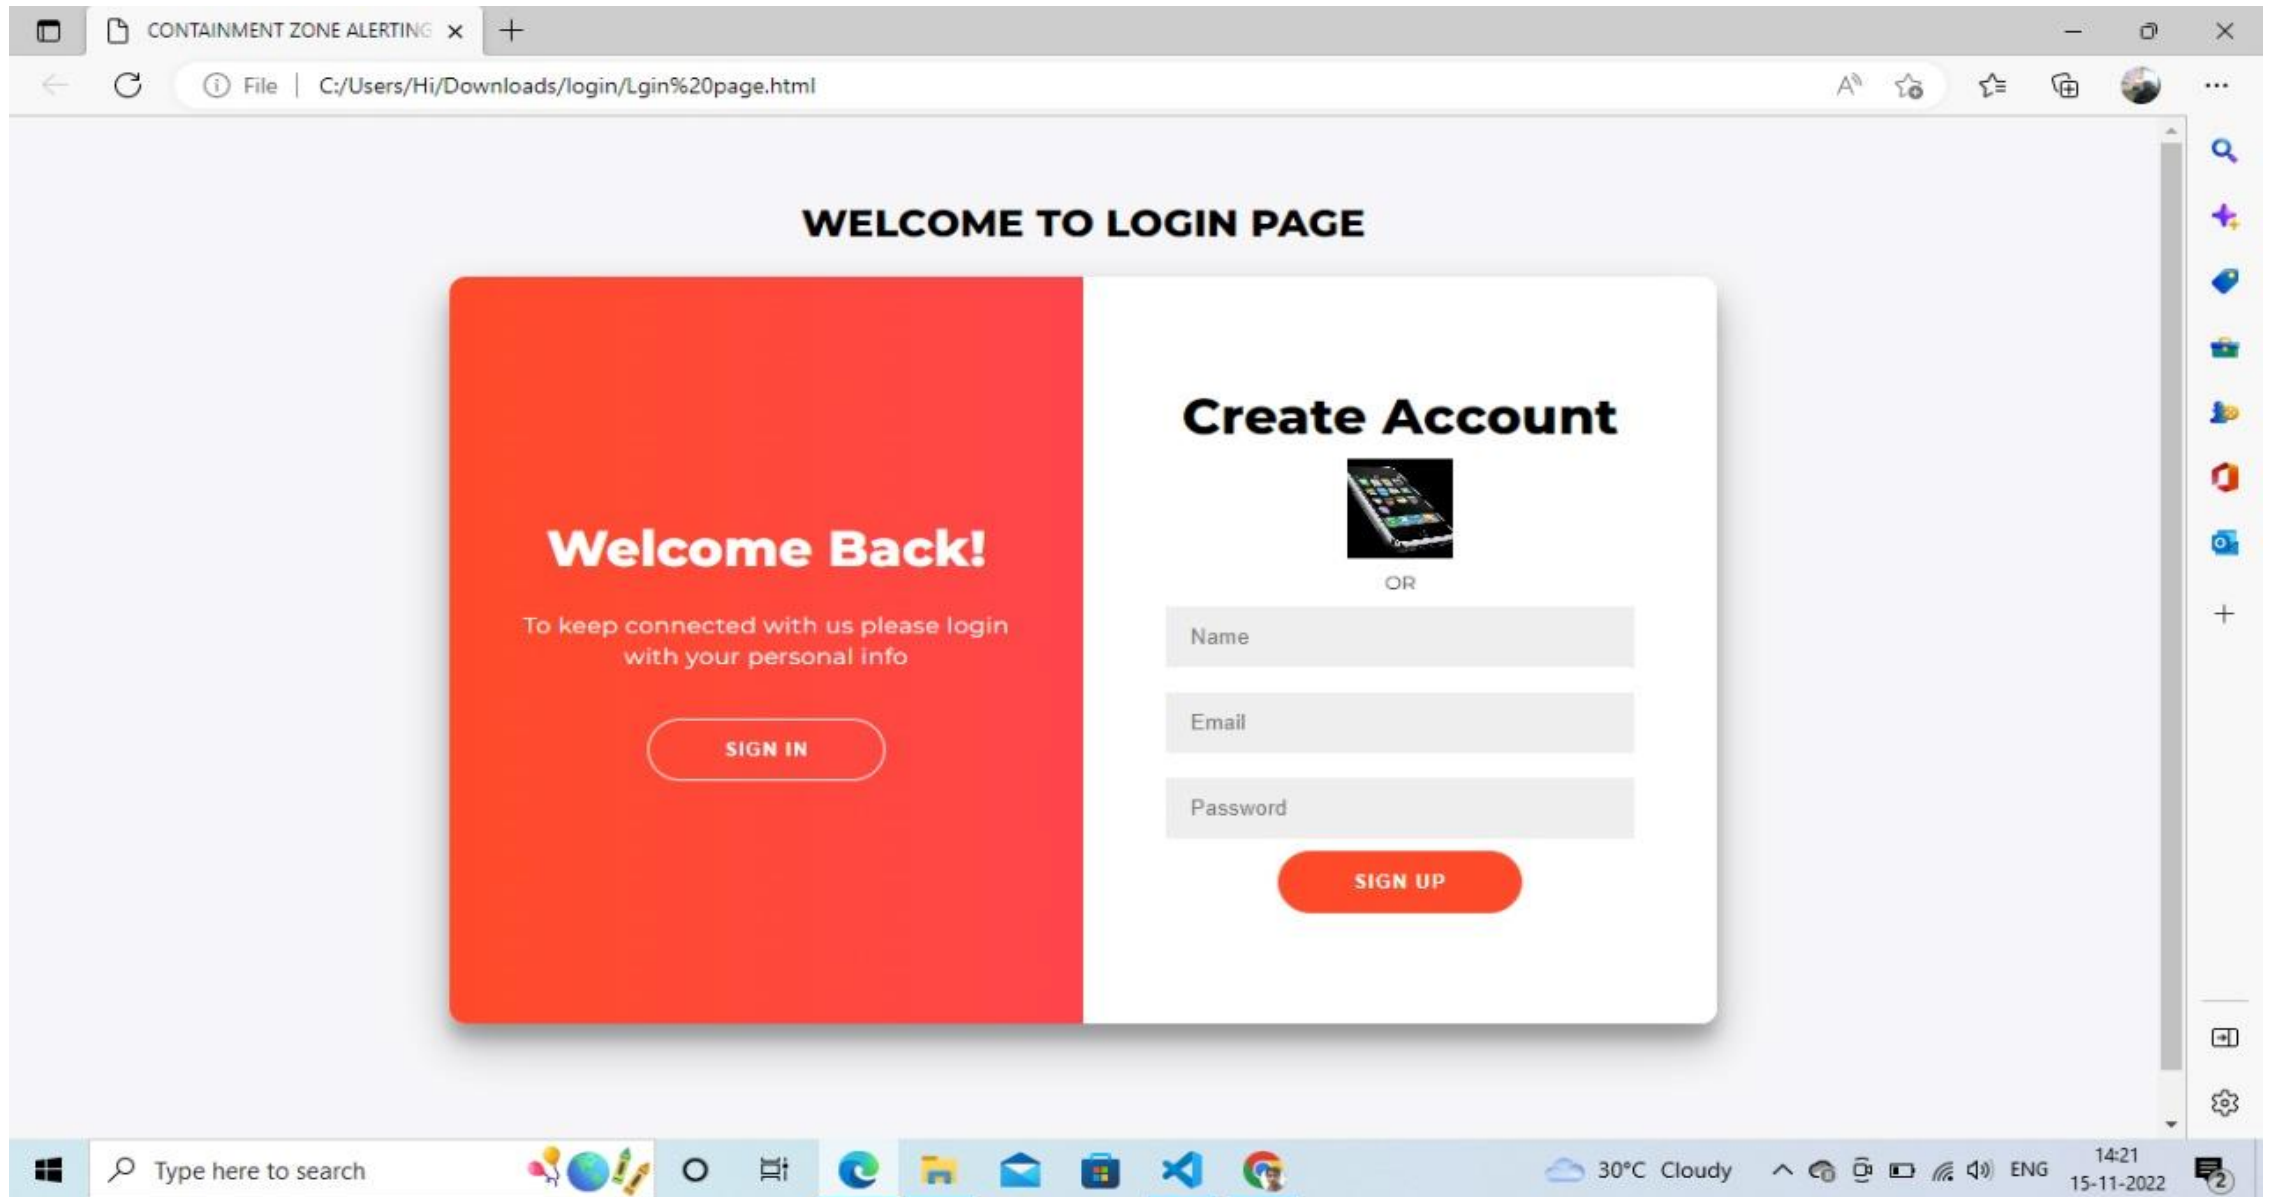 CONTAINMENT ZONE ALERTING
File | C:/Users/Hi/Downloads/login/Lgin%20page.html
WELCOME TO LOGIN PAGE
Welcome Back!
To keep connected with us please login
with your personal info
SIGN IN
Create Account
OR
Name
Email
Password
SIGN UP
Type here to search
30°C Cloudy
ENG
14:21
15-11-2022
2